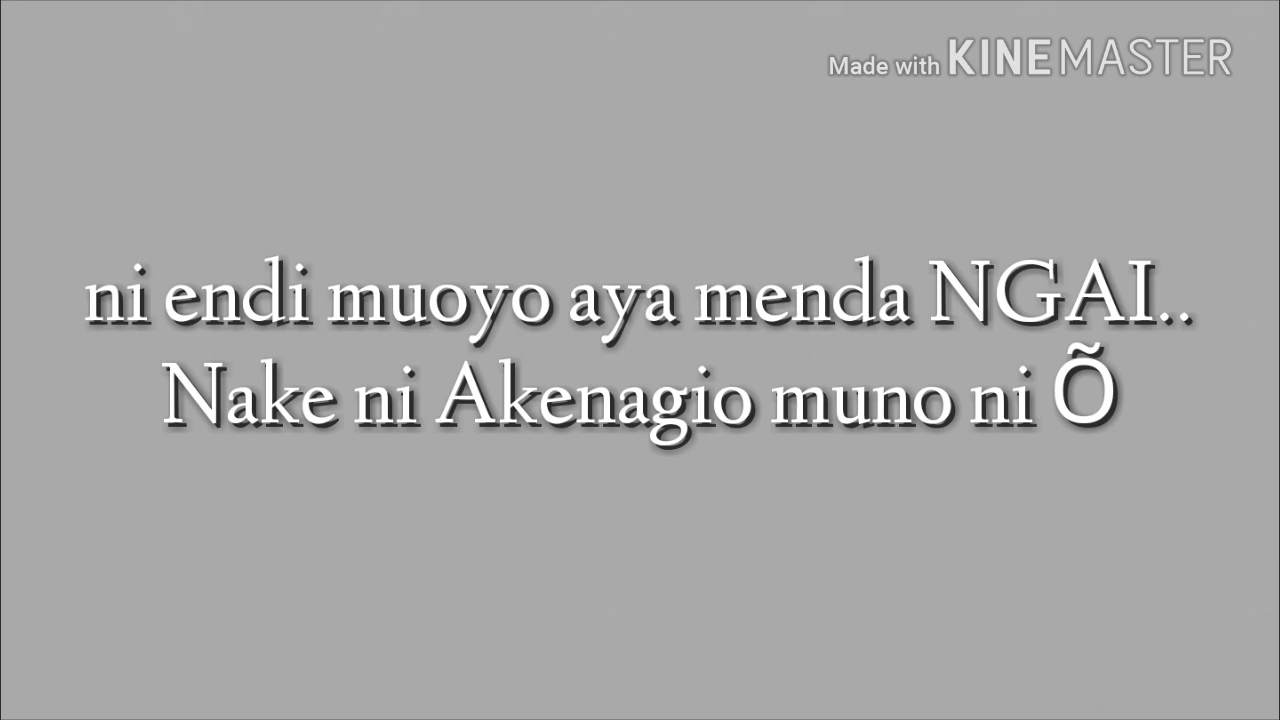 Made with KINEMASTER
ni endi muoyo aya menda NGAI..
Nake ni Akenagio muno ni Õ